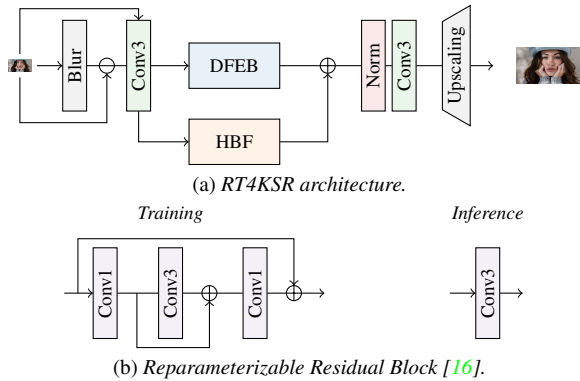 Blur
Conv3
DFEB
HBF
Norm
Conv3
Upscaling
(a) RT4KSR architecture.
Training
Inference
Conv1
Conv3
Conv1
Conv3
(b) Reparameterizable Residual Block [16].